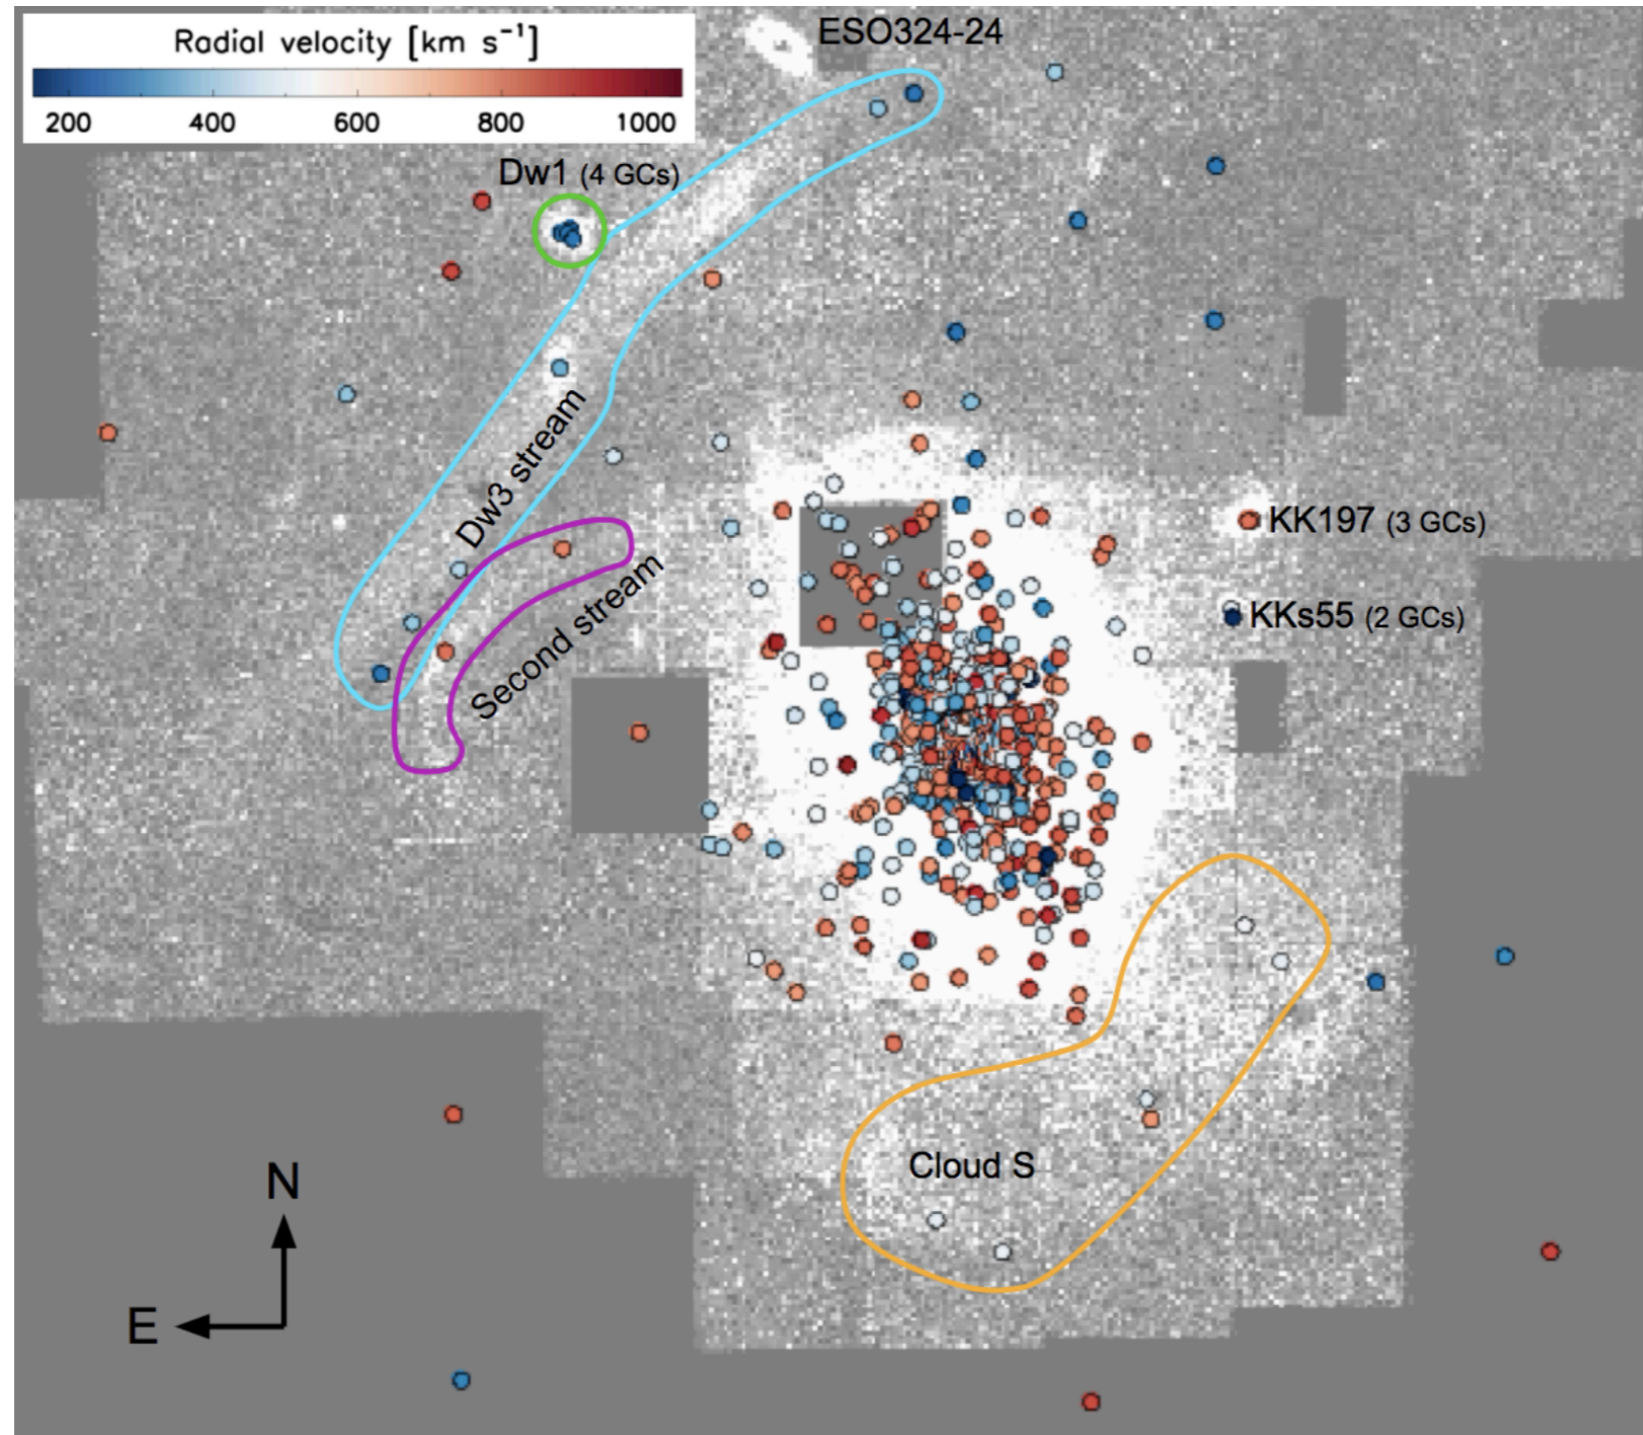 Radial velocity [km s⁻¹]
200 400 600 800 1000
ESO324-24
Dw1 (4 GCs)
Dw3 stream
KK197 (3 GCs)
Second stream
KKs55 (2 GCs)
Cloud S
N
E